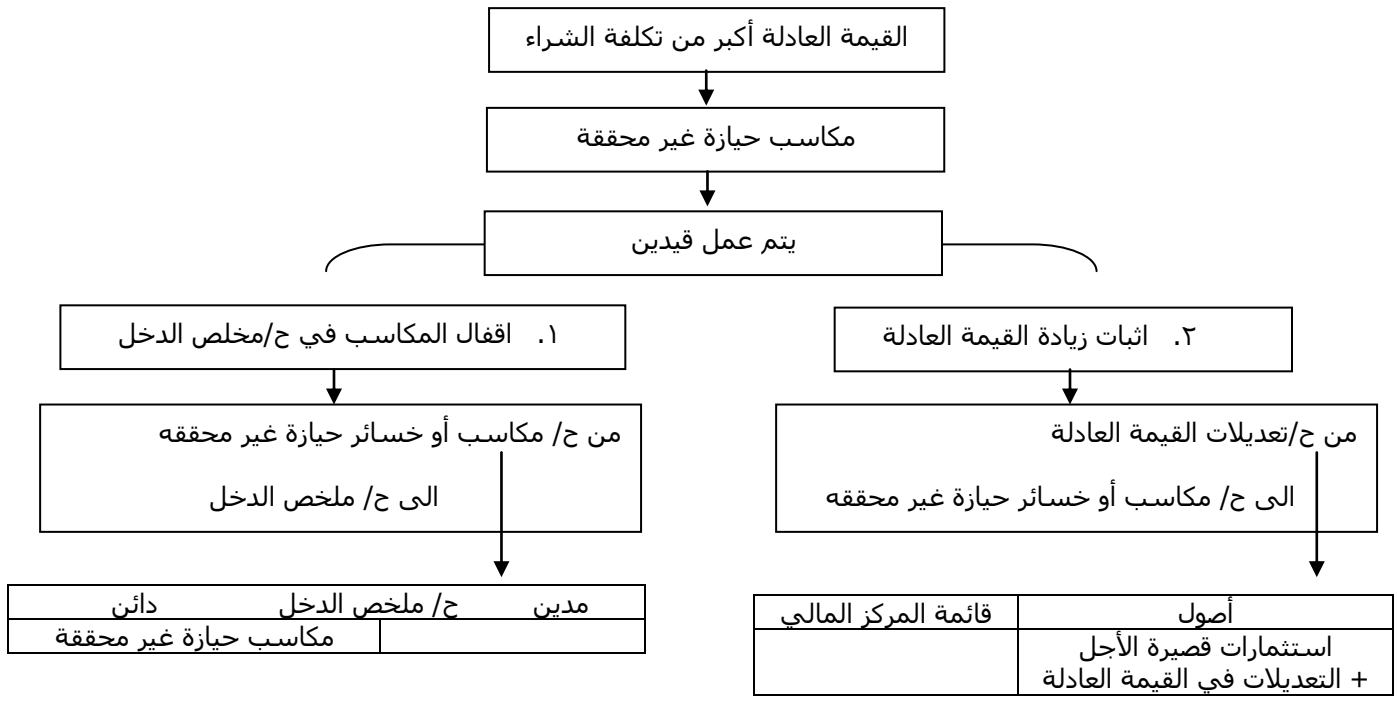 القيمة العادلة أكبر من تكلفة الشراء
مكاسب حيازة غير محققة
يتم عمل قيدين
٢. اثبات زيادة القيمة العادلة
من ح/تعديلات القيمة العادلة
الى ح/ مكاسب أو خسائر حيازة غير محققه
أصول قائمة المركز المالي
استثمارات قصيرة الأجل
+ التعديلات في القيمة العادلة
١. اقفال المكاسب في ح/مخلص الدخل
من ح/ مكاسب أو خسائر حيازة غير محققه
الى ح/ ملخص الدخل
مدين ح/ ملخص الدخل دائن
مكاسب حيازة غير محققة